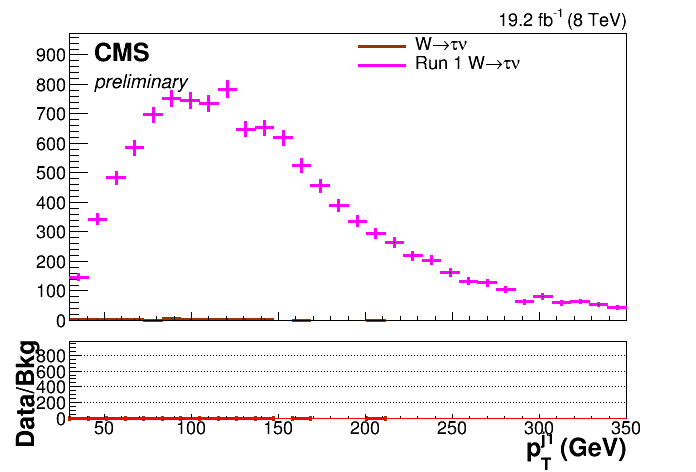 19.2 fb⁻¹ (8 TeV)
CMS
preliminary
W→τν
Run 1 W→τν
900
800
700
600
500
400
300
200
100
0
Data/Bkg
800
600
400
200
0
50 100 150 200 250 300 350
p_T^{j1} (GeV)